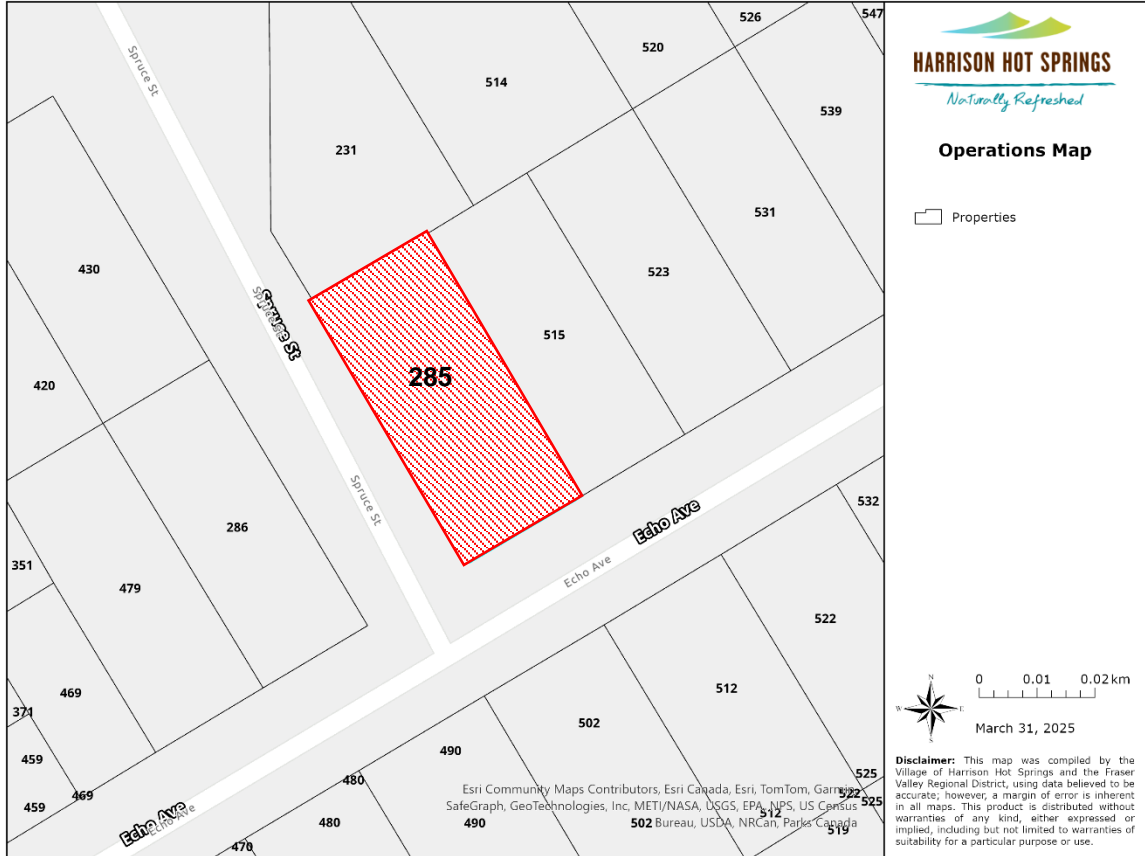 526
547
520
514
539
231
531
430
523
515
285
420
286
532
351
479
522
469
512
371
502
490
459
480
525
522
469
459
525
512
480
490
502
519
470
Spruce St
Spruce St
Spruce St
Spruce St
Echo Ave
Echo Ave
Echo Ave
Echo Ave
Esri Community Maps Contributors, Esri Canada, Esri, TomTom, Garmin,
SafeGraph, GeoTechnologies, Inc, METI/NASA, USGS, EPA, NPS, US Census
Bureau, USDA, NRCan, Parks Canada
HARRISON HOT SPRINGS
Naturally Refreshed
Operations Map
Properties
N
W E
S
0 0.01 0.02 km
March 31, 2025
Disclaimer: This map was compiled by the
Village of Harrison Hot Springs and the Fraser
Valley Regional District, using data believed to be
accurate; however, a margin of error is inherent
in all maps. This product is distributed without
warranties of any kind, either expressed or
implied, including but not limited to warranties of
suitability for a particular purpose or use.